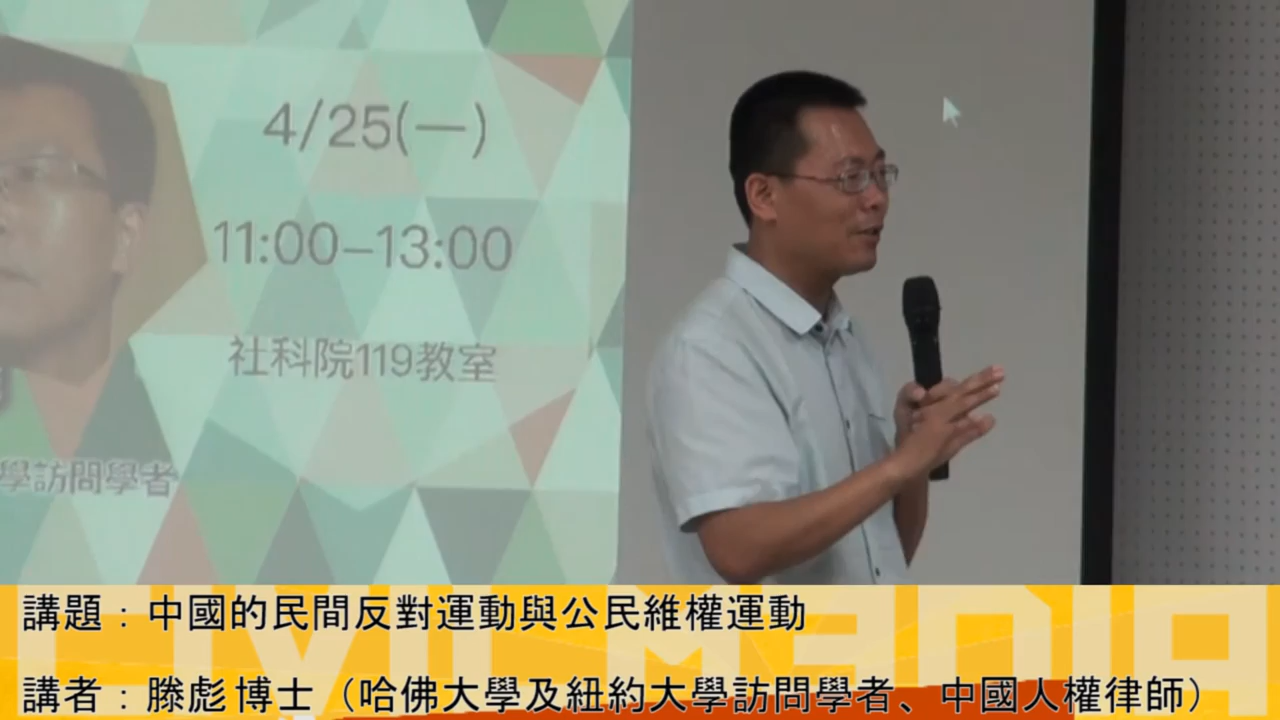 4/25(一)
11:00–13:00
社科院119教室
學訪問學者
講題：中國的民間反對運動與公民維權運動
講者：滕彪博士（哈佛大學及紐約大學訪問學者、中國人權律師）